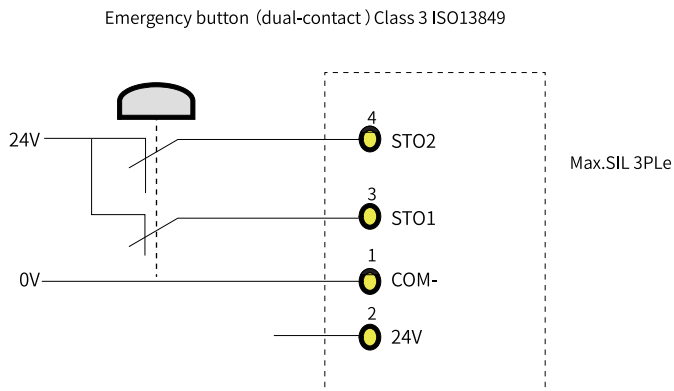 Emergency button (dual-contact) Class 3 ISO13849
4
24V
STO2
Max.SIL 3PLe
3
STO1
1
0V
COM-
2
24V